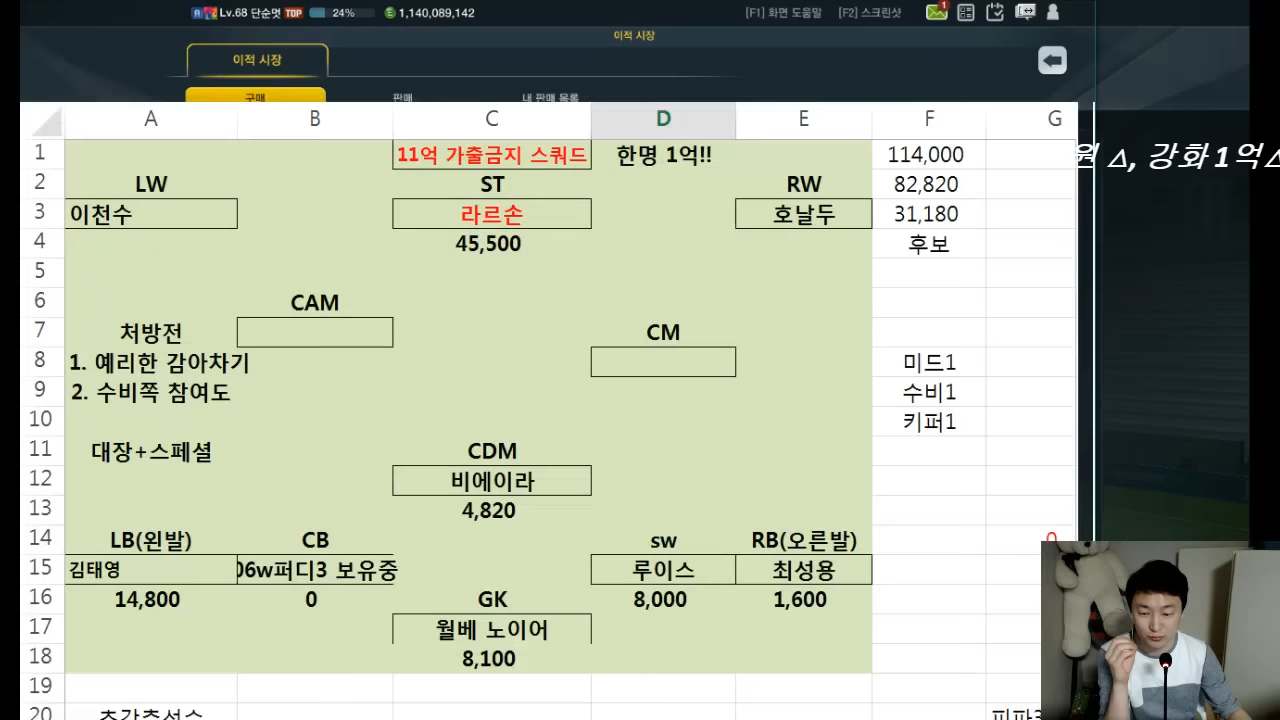 Lv.68 단순멋 TOP 24% 1,140,089,142 [F1] 화면 도움말 [F2] 스크린샷 1
이적 시장
이적 시장
구매 판매 내 판매 목록
A B C D E F G
1 11억 가출금지 스쿼드 한명 1억!! 114,000
원 △, 강화 1억△
2 LW ST RW 82,820
3 이천수 라르손 호날두 31,180
4 45,500 후보
5
6 CAM
7 처방전 CM
8 1. 예리한 감아차기 미드1
9 2. 수비쪽 참여도 수비1
10 키퍼1
11 대장+스페셜 CDM
12 비에이라
13 4,820
14 LB(왼발) CB sw RB(오른발) 0
15 김태영 06w퍼디3 보유중 루이스 최성용
16 14,800 0 GK 8,000 1,600
17 월베 노이어
18 8,100
19
20